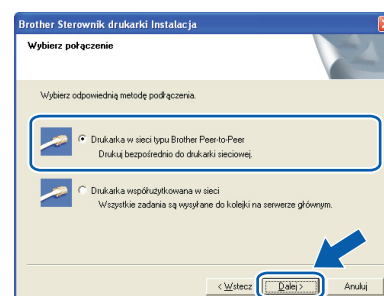 Brother Sterownik drukarki Instalacja
Wybierz połączenie
Wybierz odpowiednią metodę podłączenia.
Drukarka w sieci typu Brother Peer-to-Peer
Drukuj bezpośrednio do drukarki sieciowej.
Drukarka współużytkowana w sieci
Wszystkie zadania są wysyłane do kolejki na serwerze głównym.
< Wstecz Dalej > Anuluj